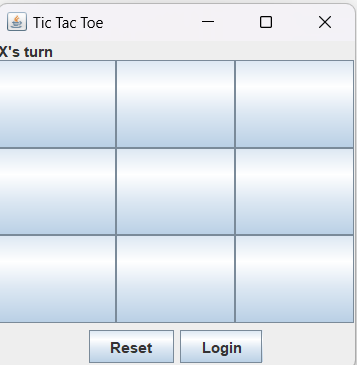 Tic Tac Toe
X's turn
Reset
Login